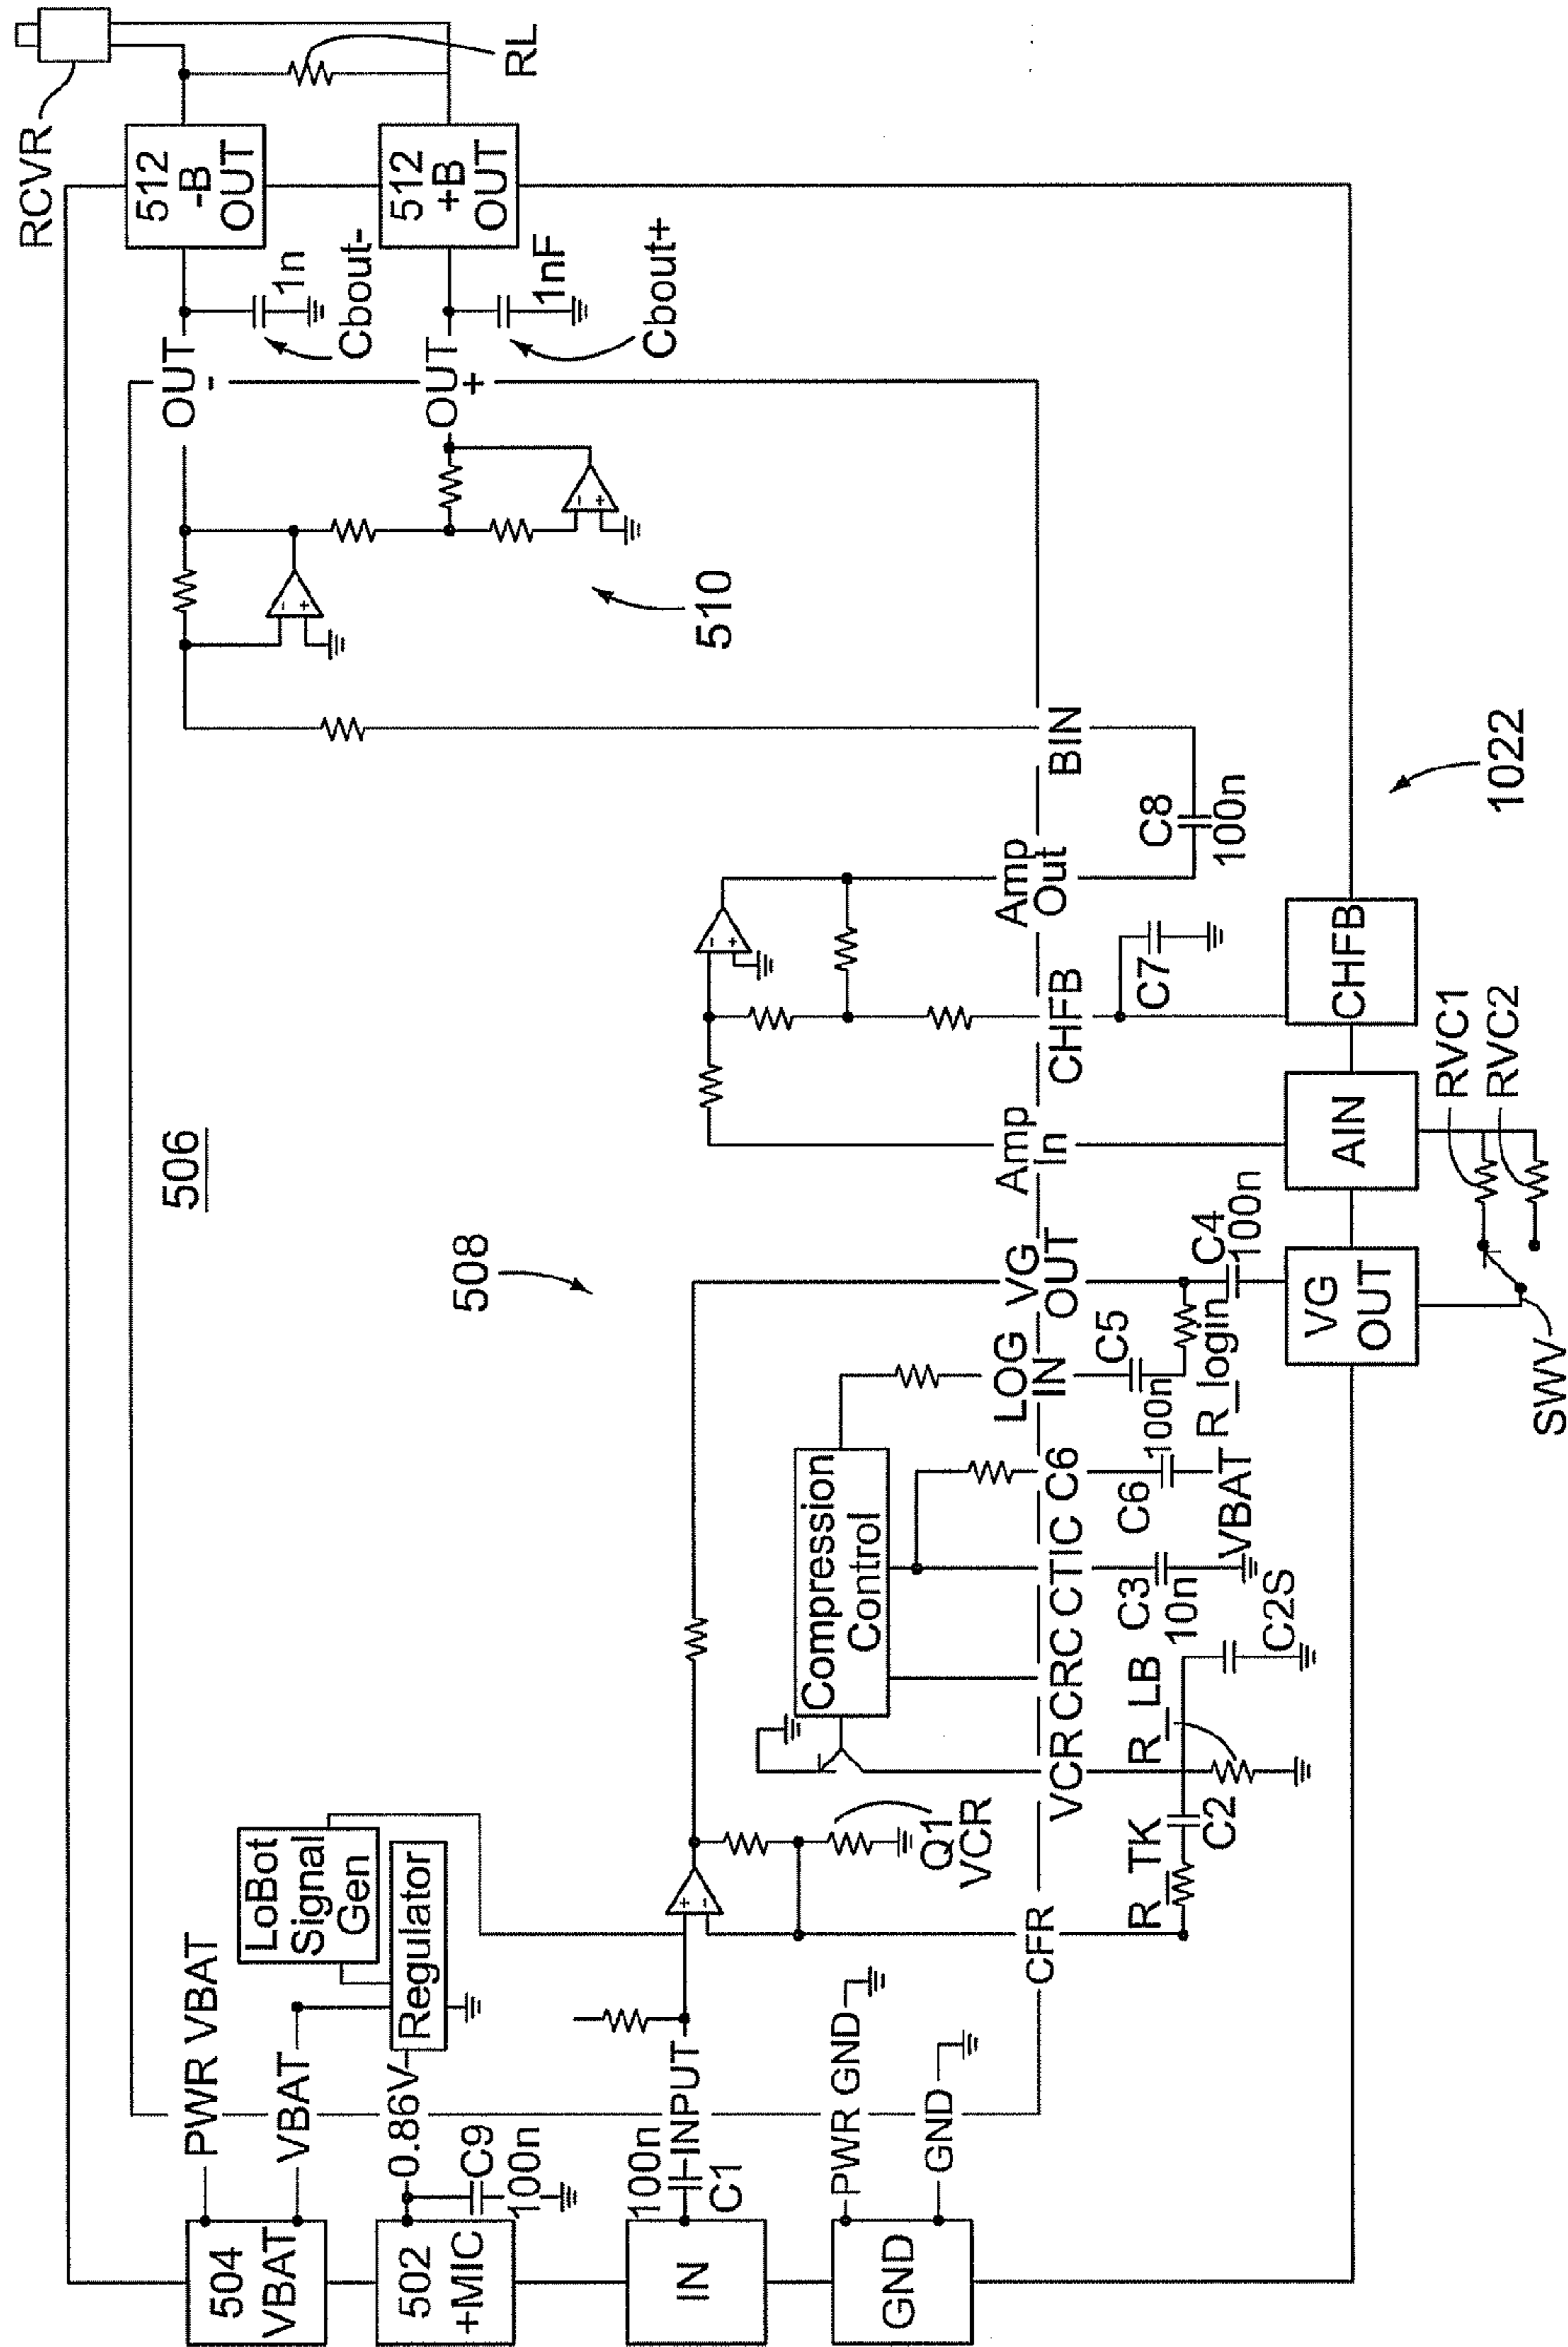 RCVR
RL
512
-B
OUT
512
+B
OUT
1n
Cbout-
1nF
Cbout+
OUT
-
OUT
+
510
506
508
BIN
C8
100n
1022
Amp
Out
CHFB
C7
CHFB
Amp
In
AIN
RVC1
RVC2
VG
OUT
C4
100n
VG
OUT
SWV
LOG
IN
C5
100n
R_login
Compression
Control
C6
C6
VBAT
CTIC
C3
10n
CRC
C2S
VCR
R_LB
C2
R_TK
Q1
VCR
CFR
LoBot
Signal
Gen
Regulator
PWR VBAT
VBAT
0.86V
C9
100n
INPUT
100n
C1
PWR GND
GND
504
VBAT
502
+MIC
IN
GND